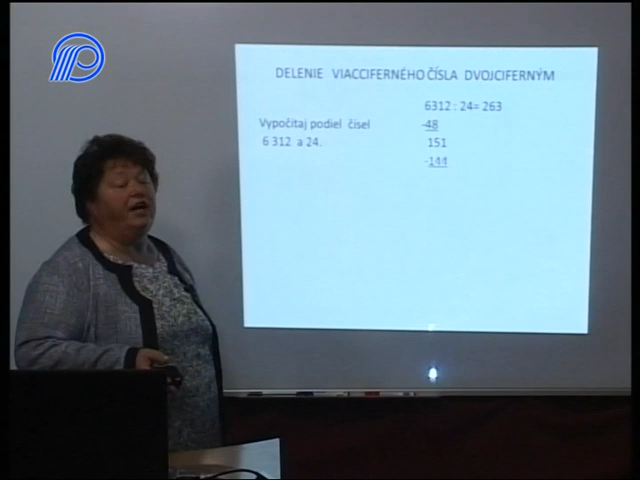 DELENIE VIACCIFERNÉHO ČÍSLA DVOJCIFERNÝM
6312 : 24= 263
Vypočítaj podiel čísel
-48
6 312 a 24.
151
-144